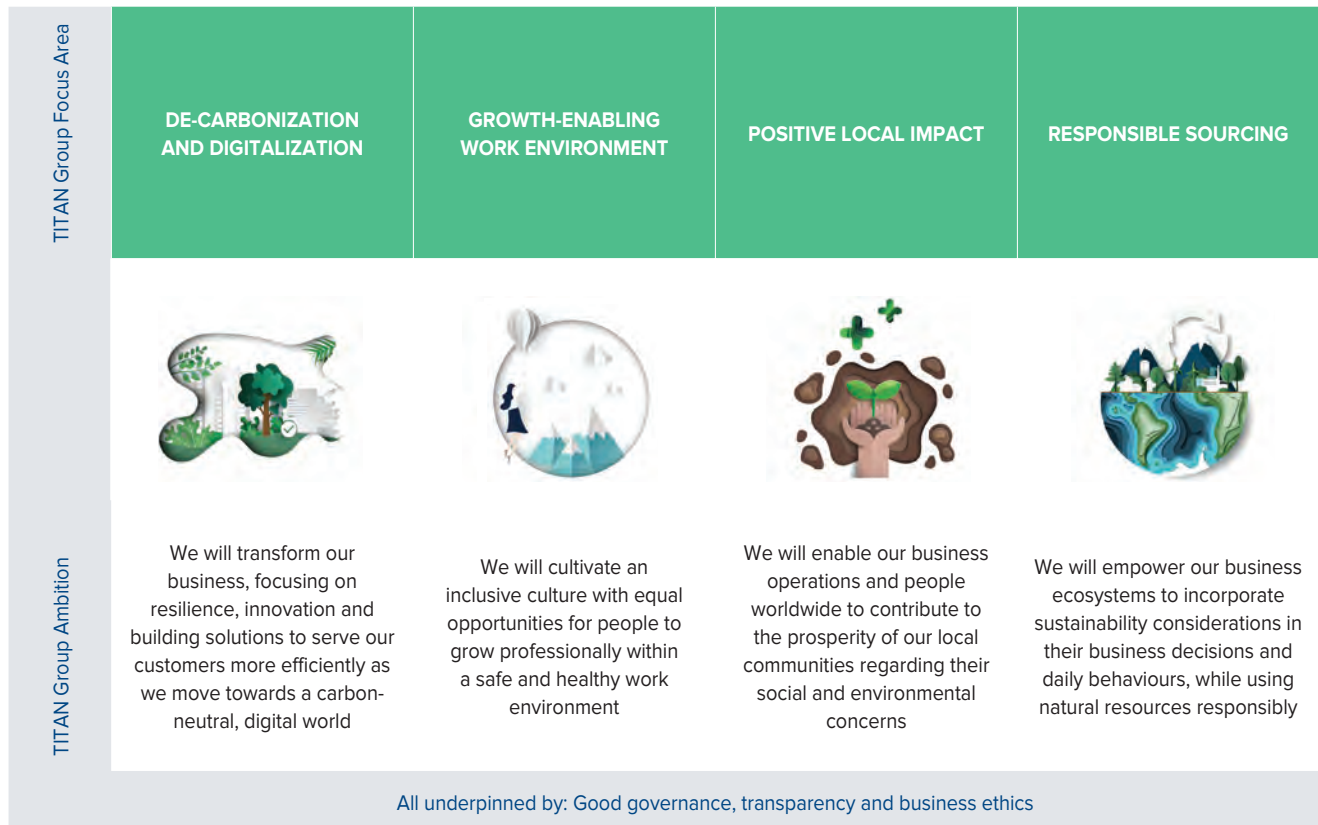 TITAN Group Focus Area
DE-CARBONIZATION
AND DIGITALIZATION
GROWTH-ENABLING
WORK ENVIRONMENT
POSITIVE LOCAL IMPACT
RESPONSIBLE SOURCING
TITAN Group Ambition
We will transform our
business, focusing on
resilience, innovation and
building solutions to serve our
customers more efficiently as
we move towards a carbon-
neutral, digital world
We will cultivate an
inclusive culture with equal
opportunities for people to
grow professionally within
a safe and healthy work
environment
We will enable our business
operations and people
worldwide to contribute to
the prosperity of our local
communities regarding their
social and environmental
concerns
We will empower our business
ecosystems to incorporate
sustainability considerations in
their business decisions and
daily behaviours, while using
natural resources responsibly
All underpinned by: Good governance, transparency and business ethics